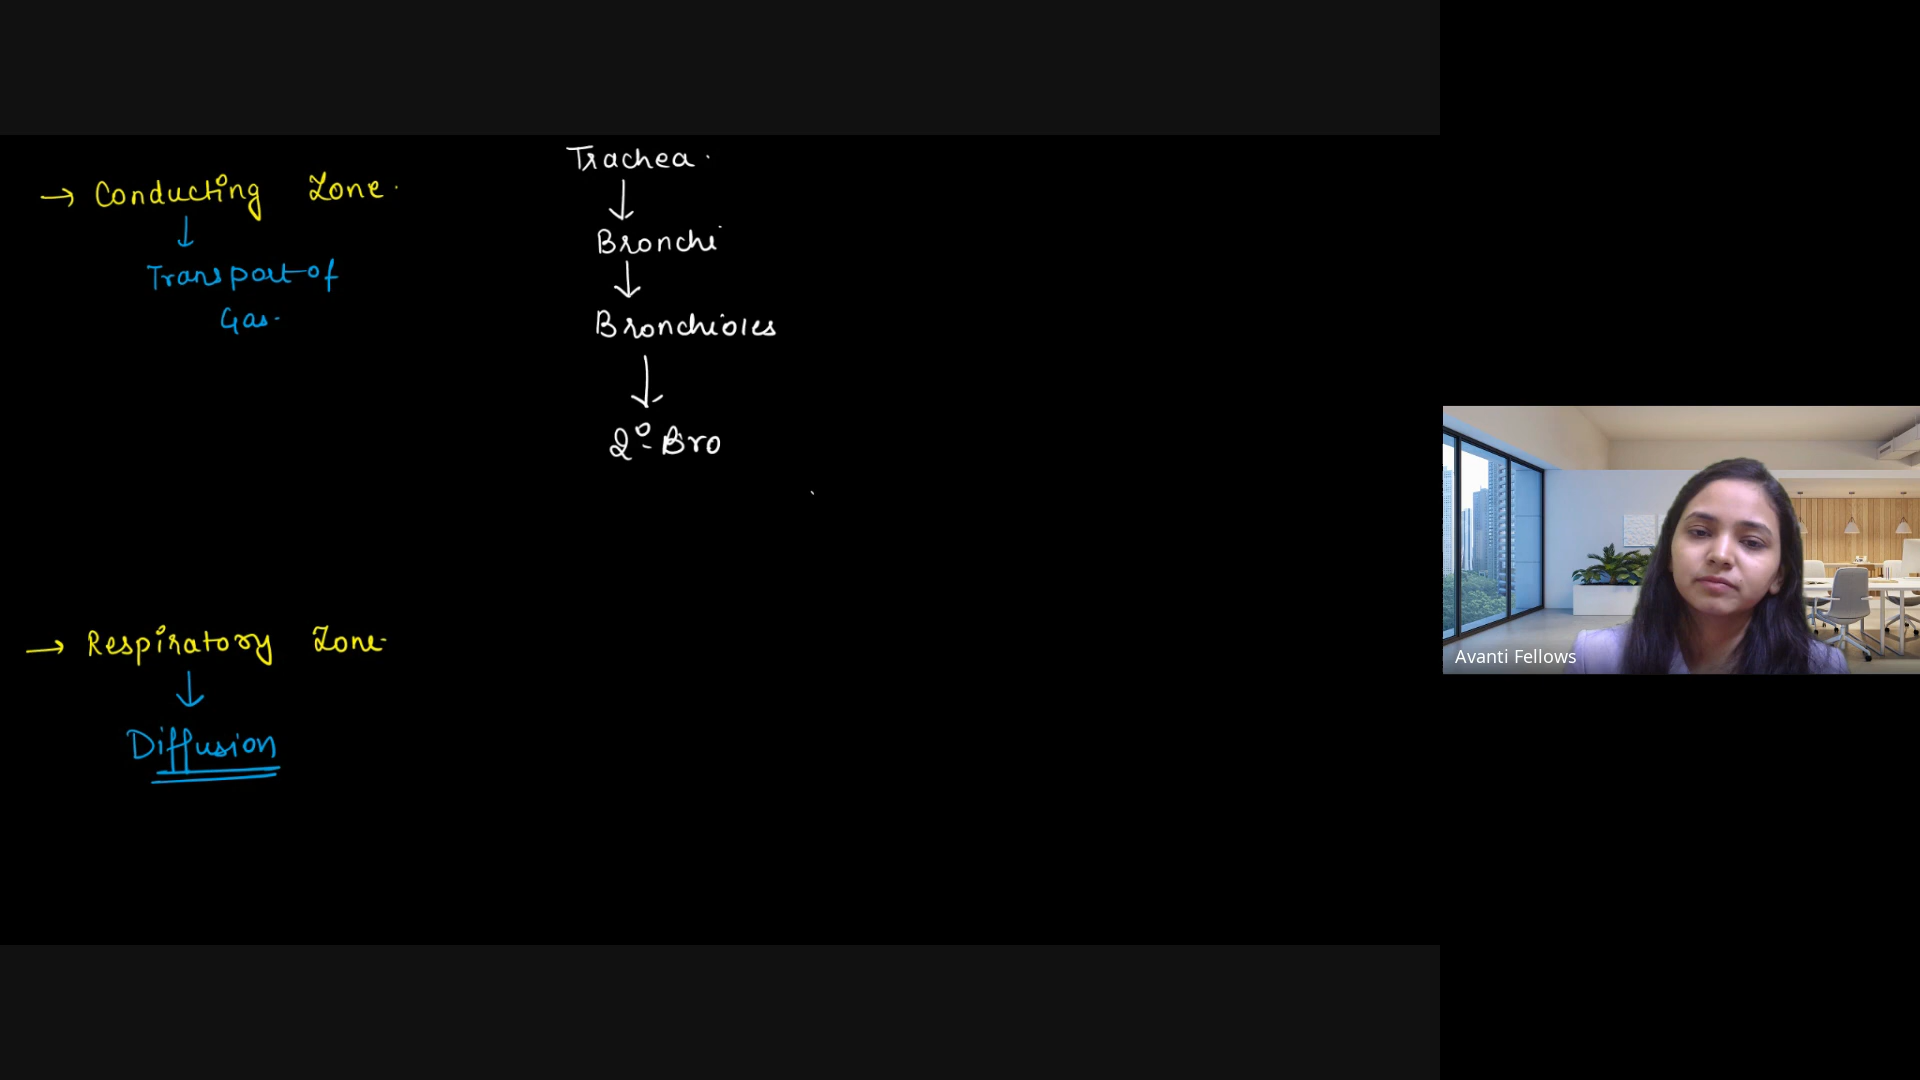 → Conducting Zone.
↓
Transport of
Gas.
Trachea.
↓
Bronchi
↓
Bronchioles
↓
2° Bro
→ Respiratory Zone.
↓
Diffusion
Avanti Fellows